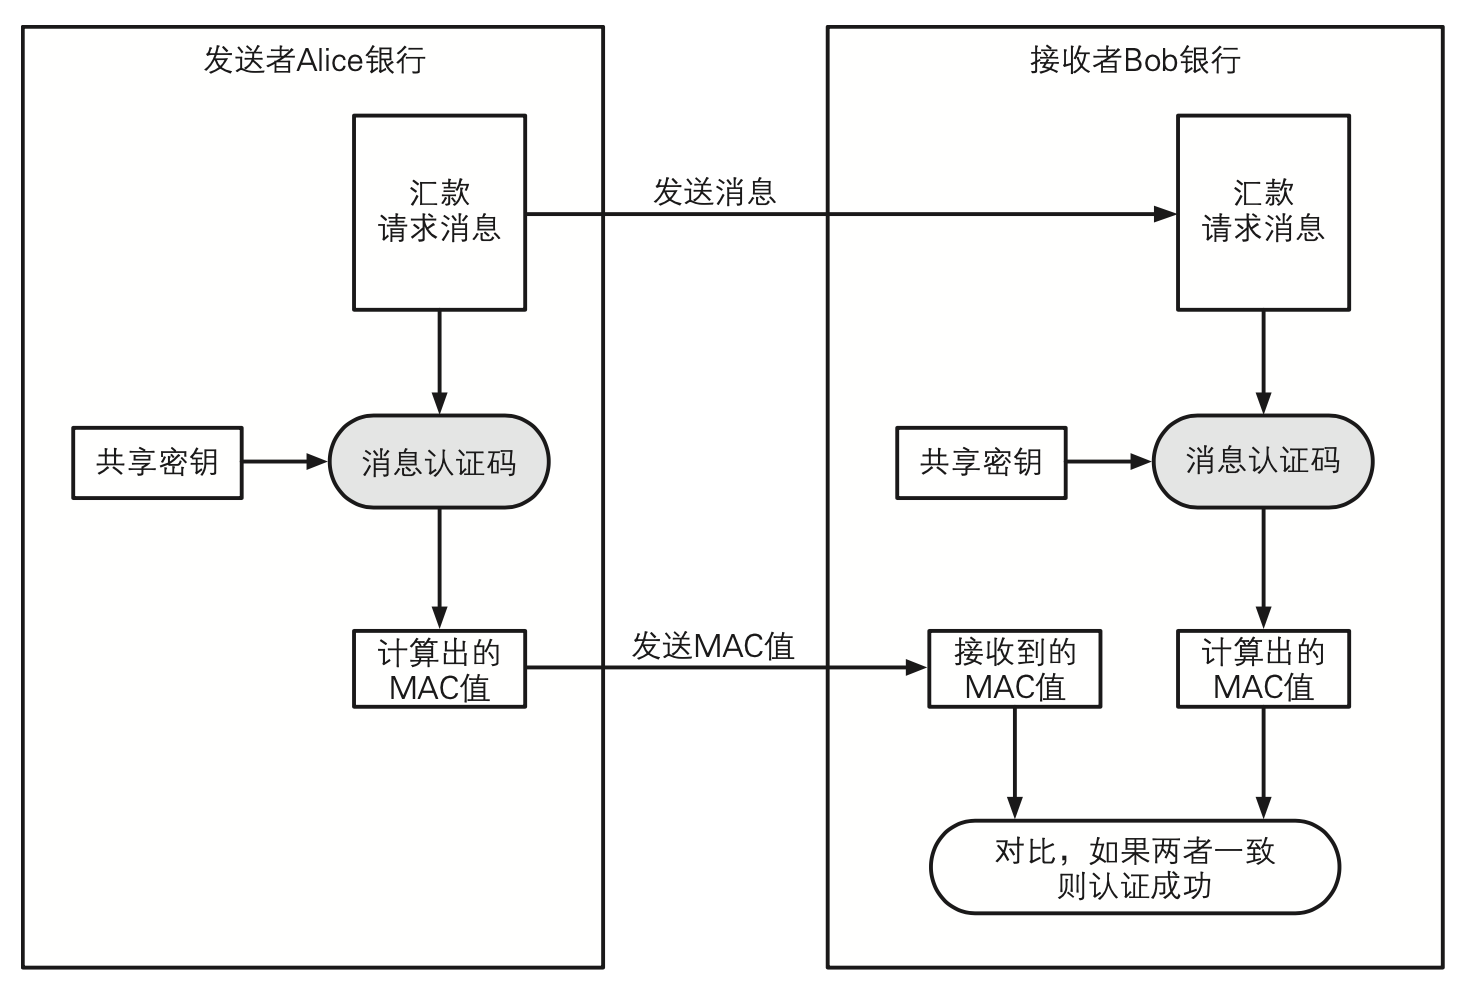 发送者Alice银行
接收者Bob银行
汇款
请求消息
发送消息
汇款
请求消息
共享密钥
消息认证码
共享密钥
消息认证码
计算出的
MAC值
发送MAC值
接收到的
MAC值
计算出的
MAC值
对比，如果两者一致
则认证成功